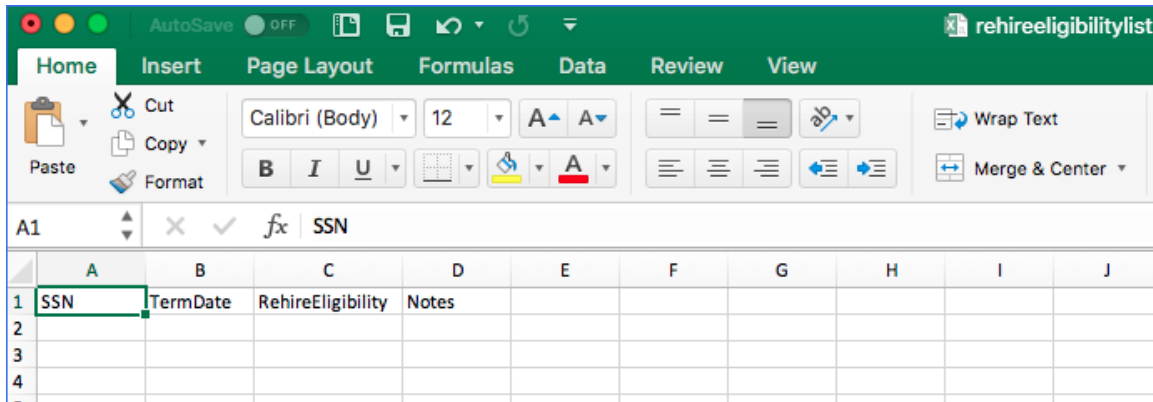 AutoSave OFF rehireeligibilitylist
Home Insert Page Layout Formulas Data Review View
Cut
Calibri (Body) 12 A A
Wrap Text
Copy
Paste
B I U A
Merge & Center
Format
A1 fx SSN
A B C D E F G H I J
1 SSN TermDate RehireEligibility Notes
2
3
4